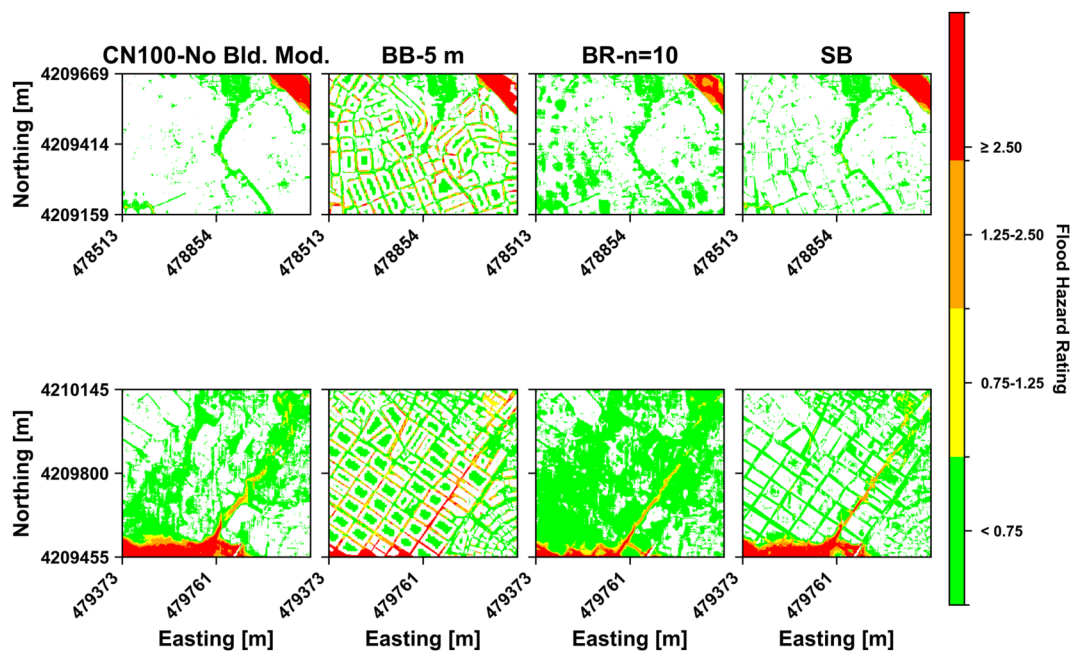 CN100-No Bld. Mod. BB-5 m BR-n=10 SB
4209669
4209414
4209159
Northing [m]
478513 478854 478513 478854 478513 478854 478513 478854
4210145
4209800
4209455
Northing [m]
479373 479761 479373 479761 479373 479761 479373 479761
Easting [m] Easting [m] Easting [m] Easting [m]
≥ 2.50
1.25-2.50
0.75-1.25
< 0.75
Flood Hazard Rating